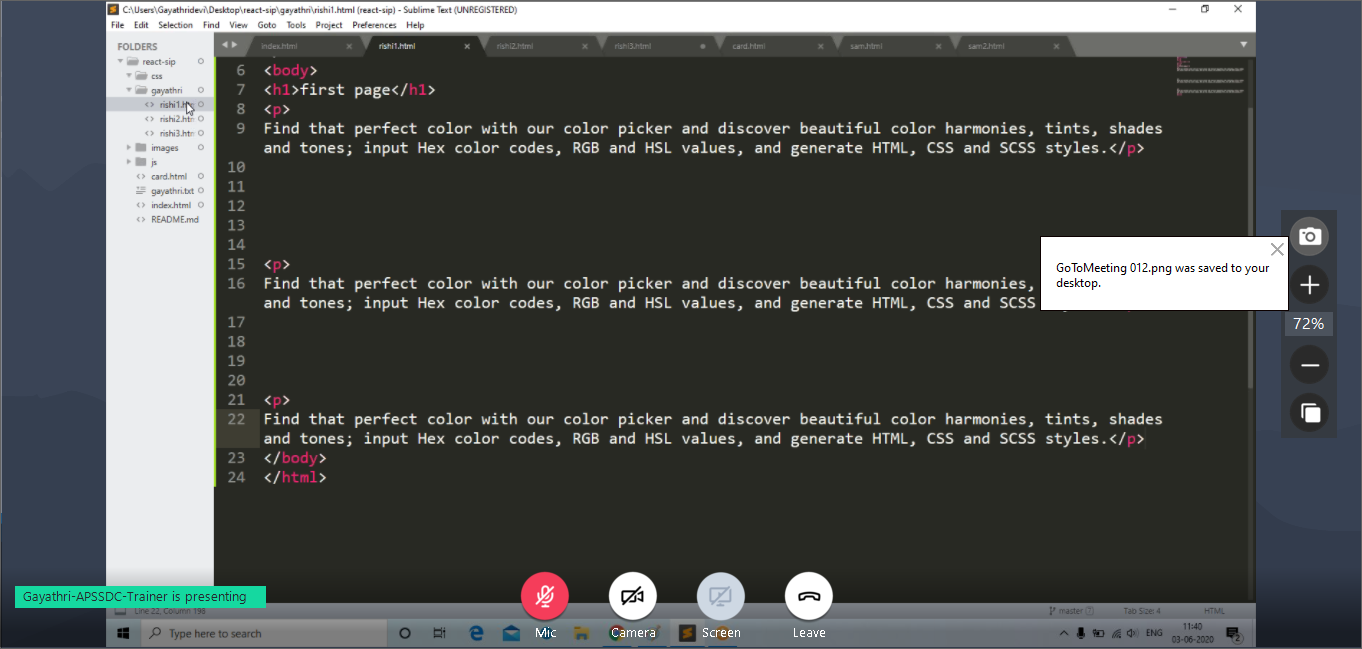 C:\Users\Gayathridevi\Desktop\react-sip\gayathri\rishi1.html (react-sip) - Sublime Text (UNREGISTERED)
File Edit Selection Find View Goto Tools Project Preferences Help
FOLDERS
react-sip
css
gayathri
rishi1.htm
rishi2.htm
rishi3.htm
images
js
card.html
gayathri.txt
index.html
README.md
index.html rishi1.html rishi2.html rishi3.html card.html sam.html sam2.html
6 <body>
7 <h1>first page</h1>
8 <p>
9 Find that perfect color with our color picker and discover beautiful color harmonies, tints, shades
and tones; input Hex color codes, RGB and HSL values, and generate HTML, CSS and SCSS styles.</p>
10
11
12
13
14
15 <p>
16 Find that perfect color with our color picker and discover beautiful color harmonies,
and tones; input Hex color codes, RGB and HSL values, and generate HTML, CSS and SCSS
17
18
19
20
21 <p>
22 Find that perfect color with our color picker and discover beautiful color harmonies, tints, shades
and tones; input Hex color codes, RGB and HSL values, and generate HTML, CSS and SCSS styles.</p>
23 </body>
24 </html>
GoToMeeting 012.png was saved to your
desktop.
72%
Gayathri-APSSDC-Trainer is presenting
Line 22, Column 198
master Tab Size: 4 HTML
Type here to search
Mic Camera Screen Leave
ENG
11:40
03-06-2020
2